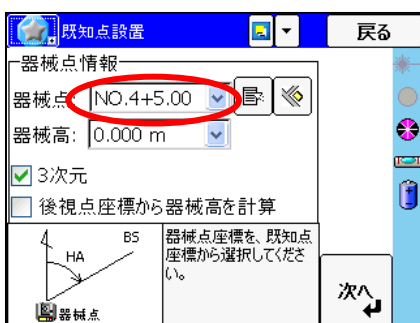 既知点設置
戻る
器械点情報
器械点: NO.4+5.00
器械高: 0.000 m
3次元
後視点座標から器械高を計算
BS
HA
器械点
器械点座標を、既知点
座標から選択してくださ
い。
次へ